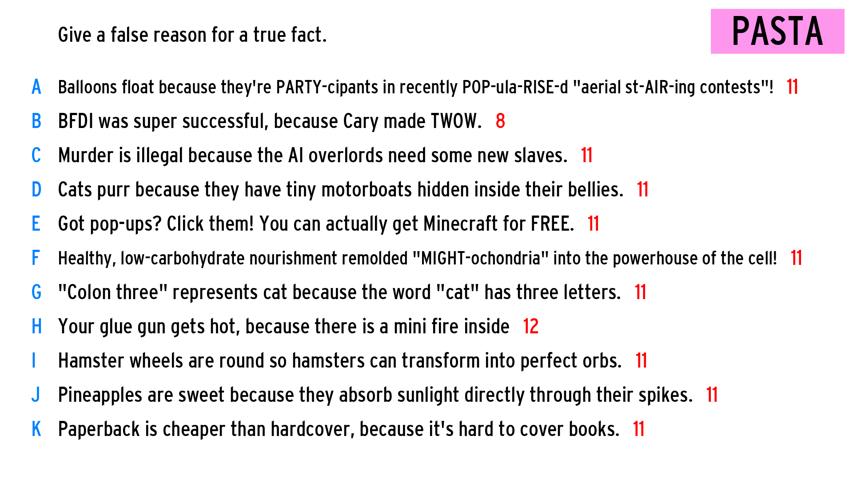 Give a false reason for a true fact.
PASTA
A Balloons float because they're PARTY-cipants in recently POP-ula-RISE-d "aerial st-AIR-ing contests"! 11
B BFDI was super successful, because Cary made TWOW. 8
C Murder is illegal because the AI overlords need some new slaves. 11
D Cats purr because they have tiny motorboats hidden inside their bellies. 11
E Got pop-ups? Click them! You can actually get Minecraft for FREE. 11
F Healthy, low-carbohydrate nourishment remolded "MIGHT-ochondria" into the powerhouse of the cell! 11
G "Colon three" represents cat because the word "cat" has three letters. 11
H Your glue gun gets hot, because there is a mini fire inside 12
I Hamster wheels are round so hamsters can transform into perfect orbs. 11
J Pineapples are sweet because they absorb sunlight directly through their spikes. 11
K Paperback is cheaper than hardcover, because it's hard to cover books. 11